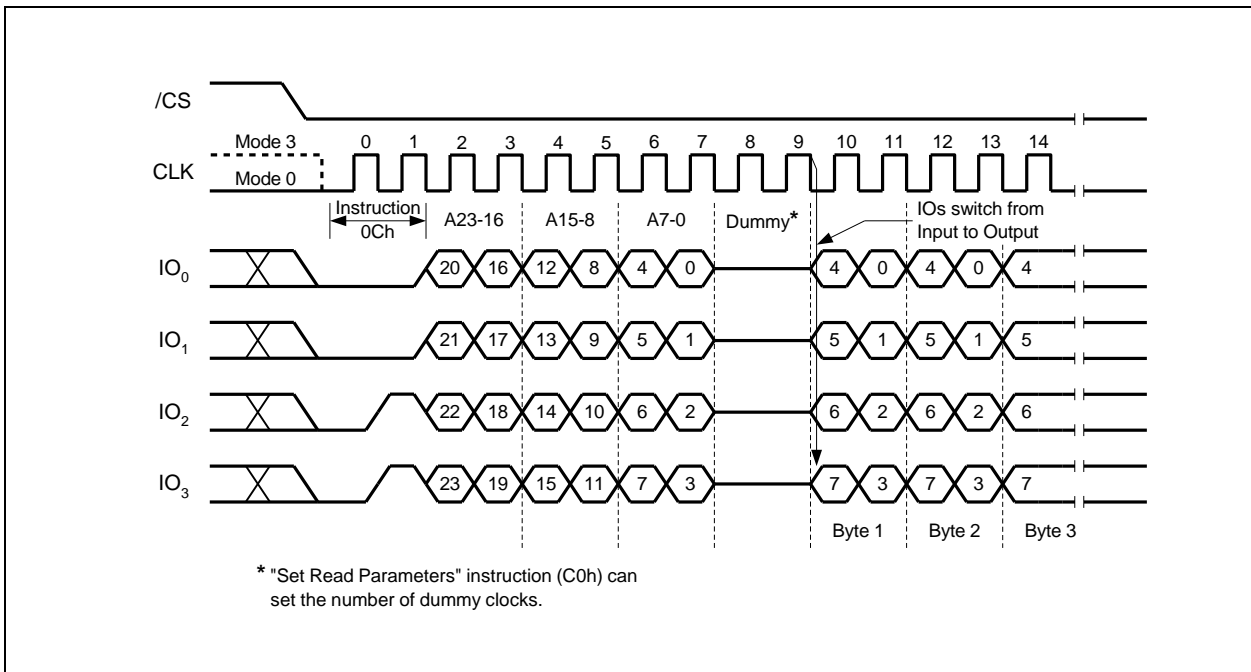 /CS
Mode 3 0 1 2 3 4 5 6 7 8 9 10 11 12 13 14
CLK
Mode 0
Instruction
0Ch
A23-16 A15-8 A7-0 Dummy*
IOs switch from
Input to Output
IO0 20 16 12 8 4 0 4 0 4 0 4
IO1 21 17 13 9 5 1 5 1 5 1 5
IO2 22 18 14 10 6 2 6 2 6 2 6
IO3 23 19 15 11 7 3 7 3 7 3 7
Byte 1 Byte 2 Byte 3
* "Set Read Parameters" instruction (C0h) can
set the number of dummy clocks.